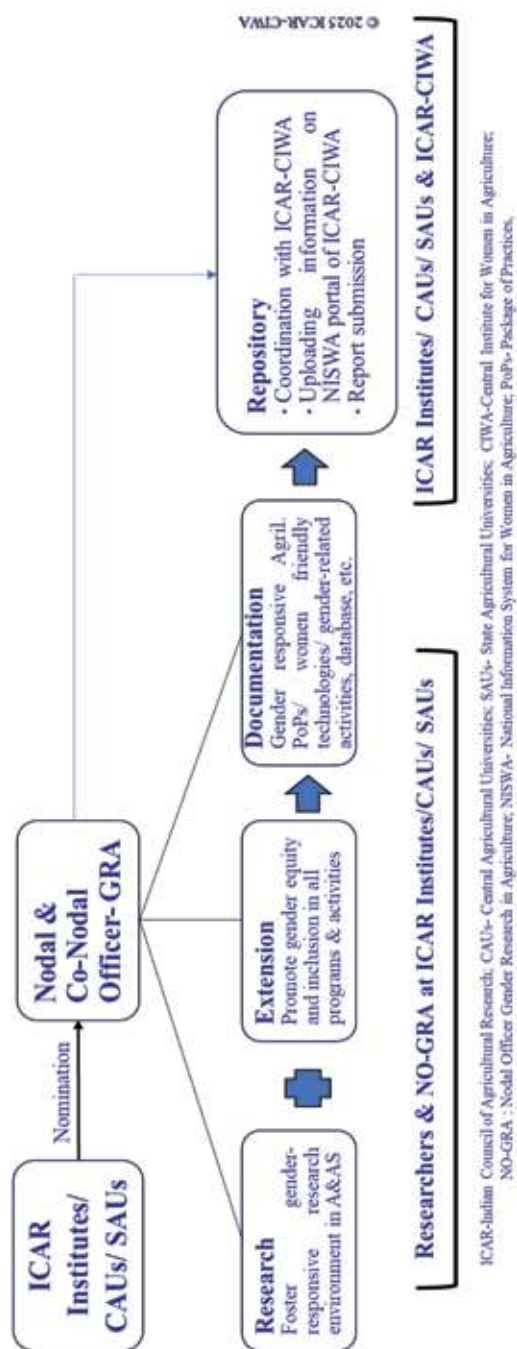 ICAR
Institutes/
CAUs/ SAUs
Nomination
Nodal &
Co-Nodal
Officer- GRA
Research
Foster gender-
responsive research
environment in A&AS
Extension
Promote gender equity
and inclusion in all
programs & activities
Documentation
Gender responsive Agril.
PoPs/ women friendly
technologies/ gender-related
activities, database, etc.
Repository
• Coordination with ICAR-CIWA
• Uploading information on
NISWA portal of ICAR-CIWA
• Report submission
Researchers & NO-GRA at ICAR Institutes/CAUs/ SAUs
ICAR Institutes/ CAUs/ SAUs & ICAR-CIWA
© 2025 ICAR-CIWA
ICAR-Indian Council of Agricultural Research; CAUs- Central Agricultural Universities; SAUs- State Agricultural Universities; CIWA-Central Institute for Women in Agriculture;
NO-GRA : Nodal Officer Gender Research in Agriculture; NISWA- National Information System for Women in Agriculture; PoPs- Package of Practices,